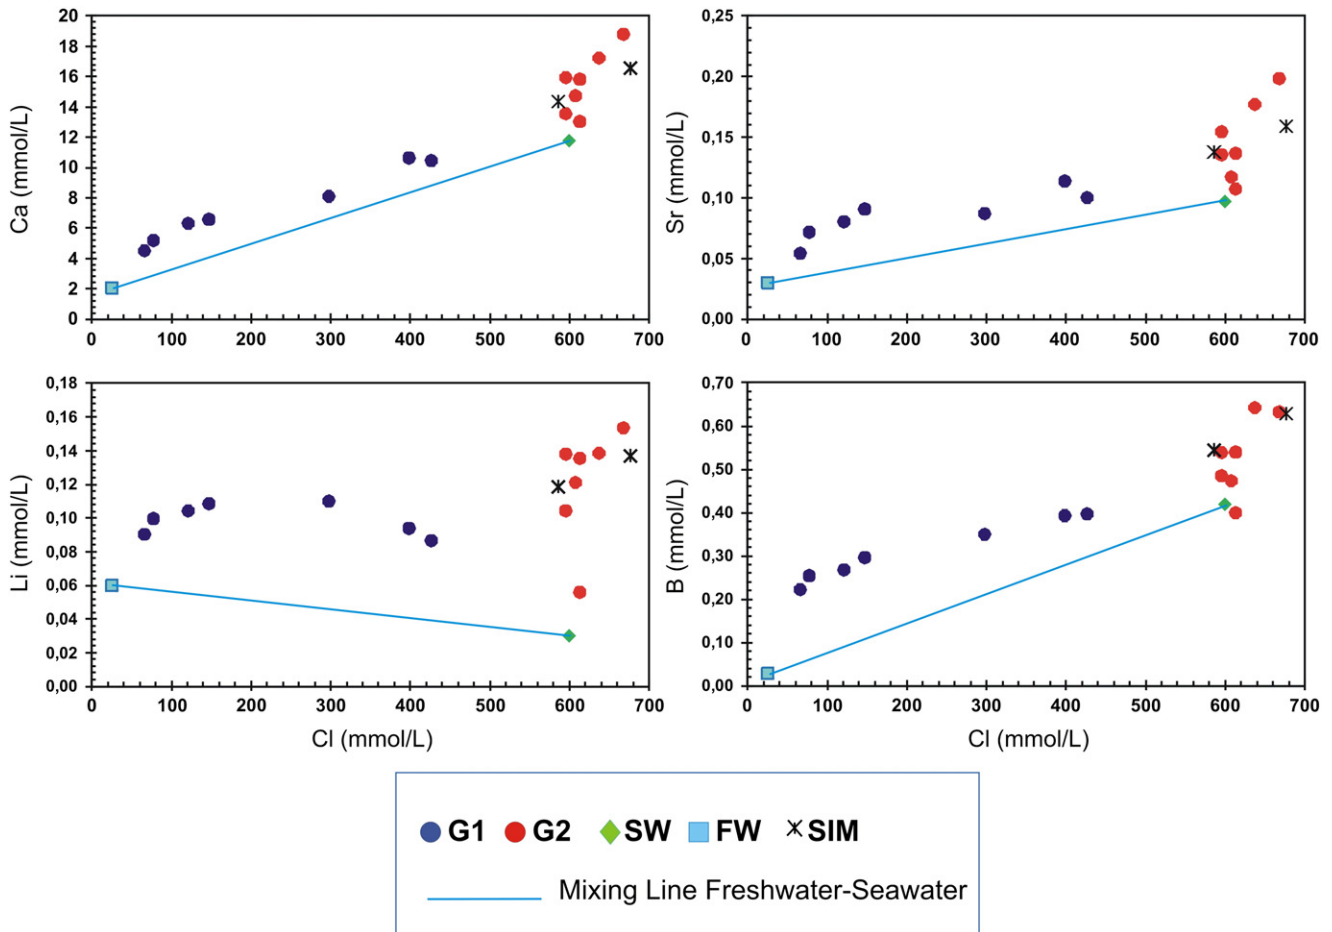 Ca (mmol/L)
20
18
16
14
12
10
8
6
4
2
0
0 100 200 300 400 500 600 700
Sr (mmol/L)
0,25
0,20
0,15
0,10
0,05
0,00
0 100 200 300 400 500 600 700
Li (mmol/L)
0,18
0,16
0,14
0,12
0,10
0,08
0,06
0,04
0,02
0,00
0 100 200 300 400 500 600 700
Cl (mmol/L)
B (mmol/L)
0,70
0,60
0,50
0,40
0,30
0,20
0,10
0,00
0 100 200 300 400 500 600 700
Cl (mmol/L)
G1 G2 SW FW SIM
Mixing Line Freshwater-Seawater